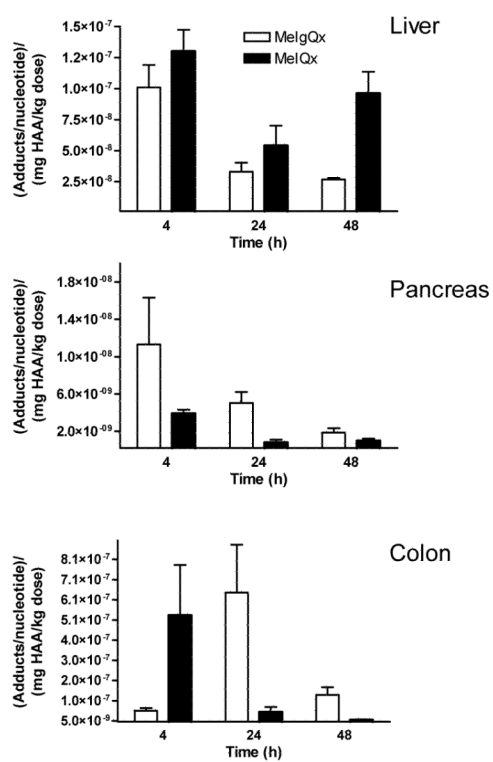 Liver
MeIgQx
MeIQx
(Adducts/nucleotide)/
(mg HAA/kg dose)
1.5×10⁻⁷
1.2×10⁻⁷
1.0×10⁻⁷
7.5×10⁻⁸
5.0×10⁻⁸
2.5×10⁻⁸
4 24 48
Time (h)
Pancreas
(Adducts/nucleotide)/
(mg HAA/kg dose)
1.8×10⁻⁰⁸
1.4×10⁻⁰⁸
1.0×10⁻⁰⁸
6.0×10⁻⁰⁹
2.0×10⁻⁰⁹
4 24 48
Time (h)
Colon
(Adducts/nucleotide)/
(mg HAA/kg dose)
8.1×10⁻⁷
7.1×10⁻⁷
6.1×10⁻⁷
5.1×10⁻⁷
4.0×10⁻⁷
3.0×10⁻⁷
2.0×10⁻⁷
1.0×10⁻⁷
5.0×10⁻⁹
4 24 48
Time (h)